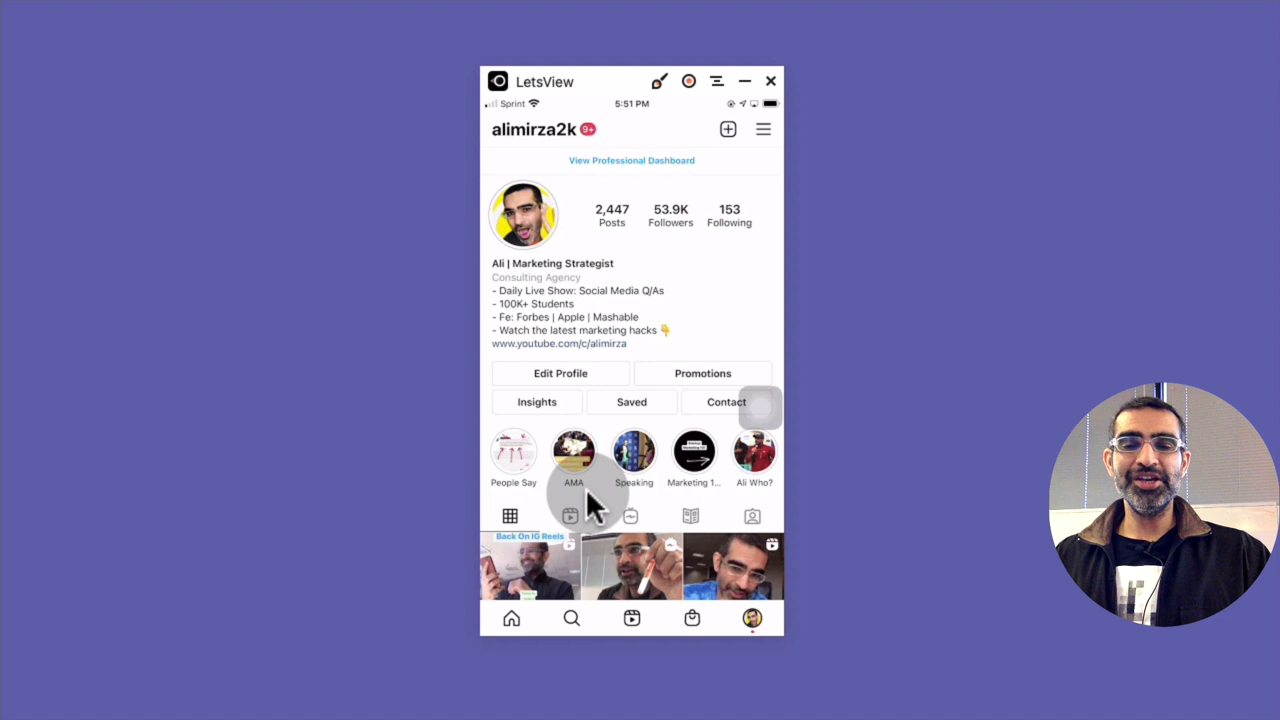 LetsView
Sprint 5:51 PM
alimirza2k 9+
View Professional Dashboard
2,447 53.9K 153
Posts Followers Following
Ali | Marketing Strategist
Consulting Agency
- Daily Live Show: Social Media Q/As
- 100K+ Students
- Fe: Forbes | Apple | Mashable
- Watch the latest marketing hacks 👇
www.youtube.com/c/alimirza
Edit Profile Promotions
Insights Saved Contact
People Say AMA Speaking Marketing 1... Ali Who?
Back On IG Reels